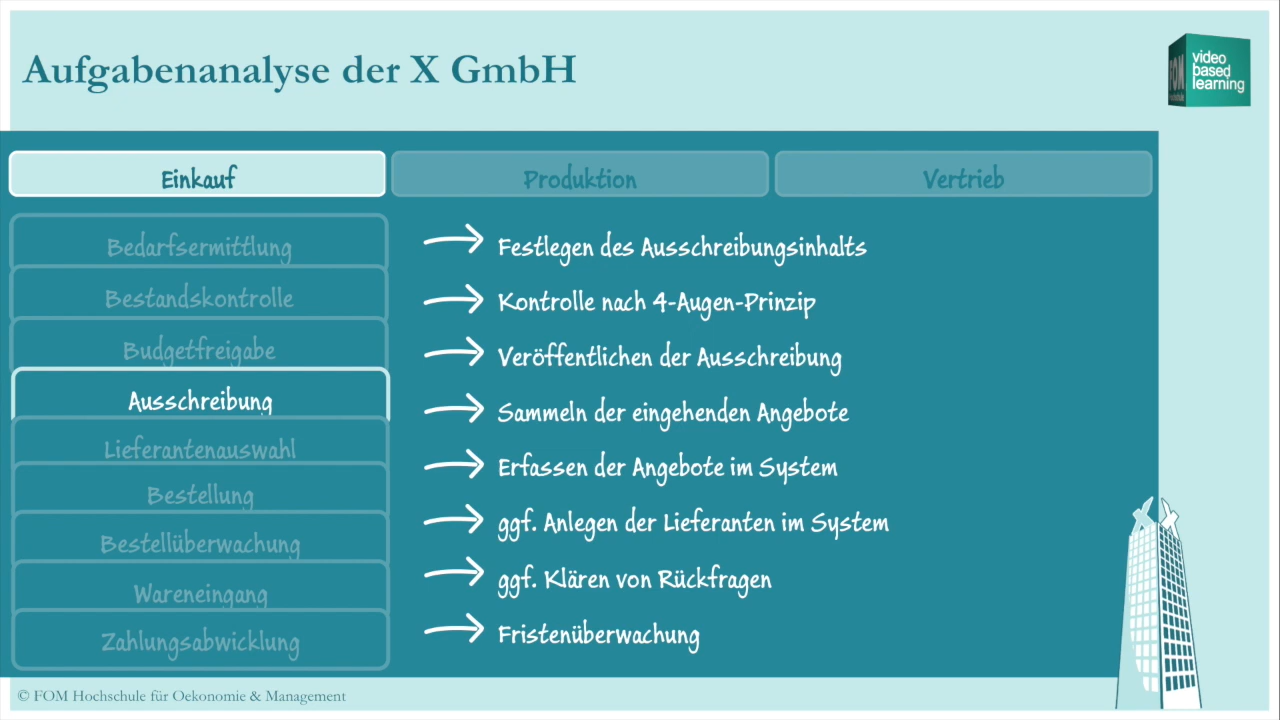 Aufgabenanalyse der X GmbH
video
based
learning
FOM
Einkauf
Produktion
Vertrieb
Bedarfsermittlung
Bestandskontrolle
Budgetfreigabe
Ausschreibung
Lieferantenauswahl
Bestellung
Bestellüberwachung
Wareneingang
Zahlungsabwicklung
Festlegen des Ausschreibungsinhalts
Kontrolle nach 4-Augen-Prinzip
Veröffentlichen der Ausschreibung
Sammeln der eingehenden Angebote
Erfassen der Angebote im System
ggf. Anlegen der Lieferanten im System
ggf. Klären von Rückfragen
Fristenüberwachung
© FOM Hochschule für Oekonomie & Management